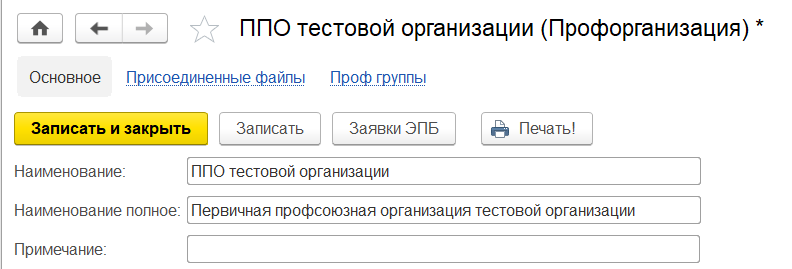 ППО тестовой организации (Профорганизация) *
Основное Присоединенные файлы Проф группы
Записать и закрыть Записать Заявки ЭПБ Печать!
Наименование: ППО тестовой организации
Наименование полное: Первичная профсоюзная организация тестовой организации
Примечание: